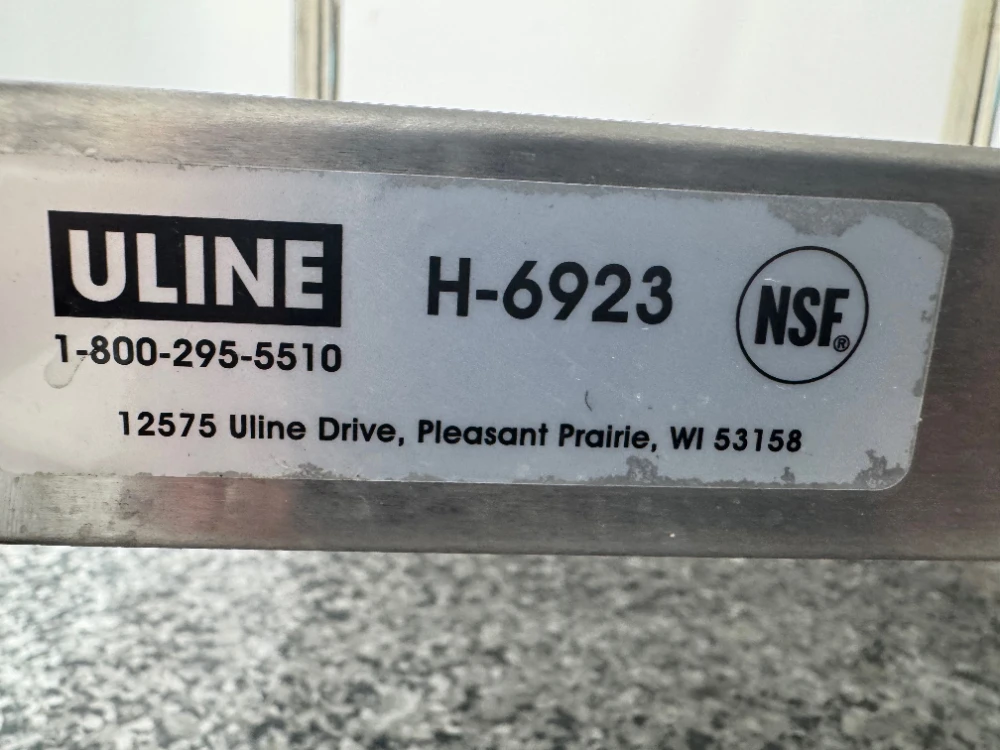 ULINE
H-6923
NSF®
1-800-295-5510
12575 Uline Drive, Pleasant Prairie, WI 53158